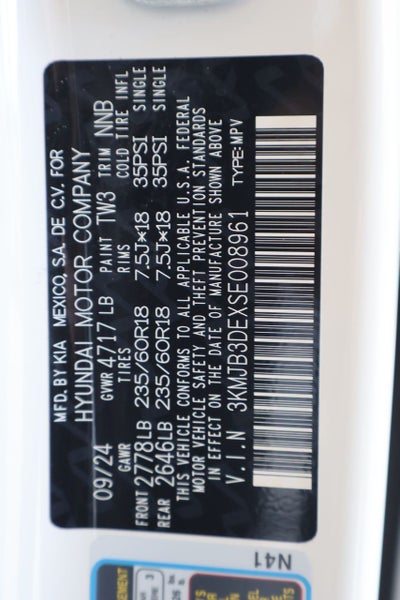 MFD. BY KIA MEXICO, S.A. DE C.V. FOR
HYUNDAI MOTOR COMPANY
09/24 GVWR 4717 LB PAINT TW3 TRIM NNB
GAWR TIRES RIMS COLD TIRE INFL
FRONT 2778LB 235/60R18 7.5J×18 35PSI SINGLE
REAR 2646LB 235/60R18 7.5J×18 35PSI SINGLE
THIS VEHICLE CONFORMS TO ALL APPLICABLE U.S.A. FEDERAL
MOTOR VEHICLE SAFETY AND THEFT PREVENTION STANDARDS
IN EFFECT ON THE DATE OF MANUFACTURE SHOWN ABOVE
V.I.N 3KMJB3DEXSE008961 TYPE:MPV
N41